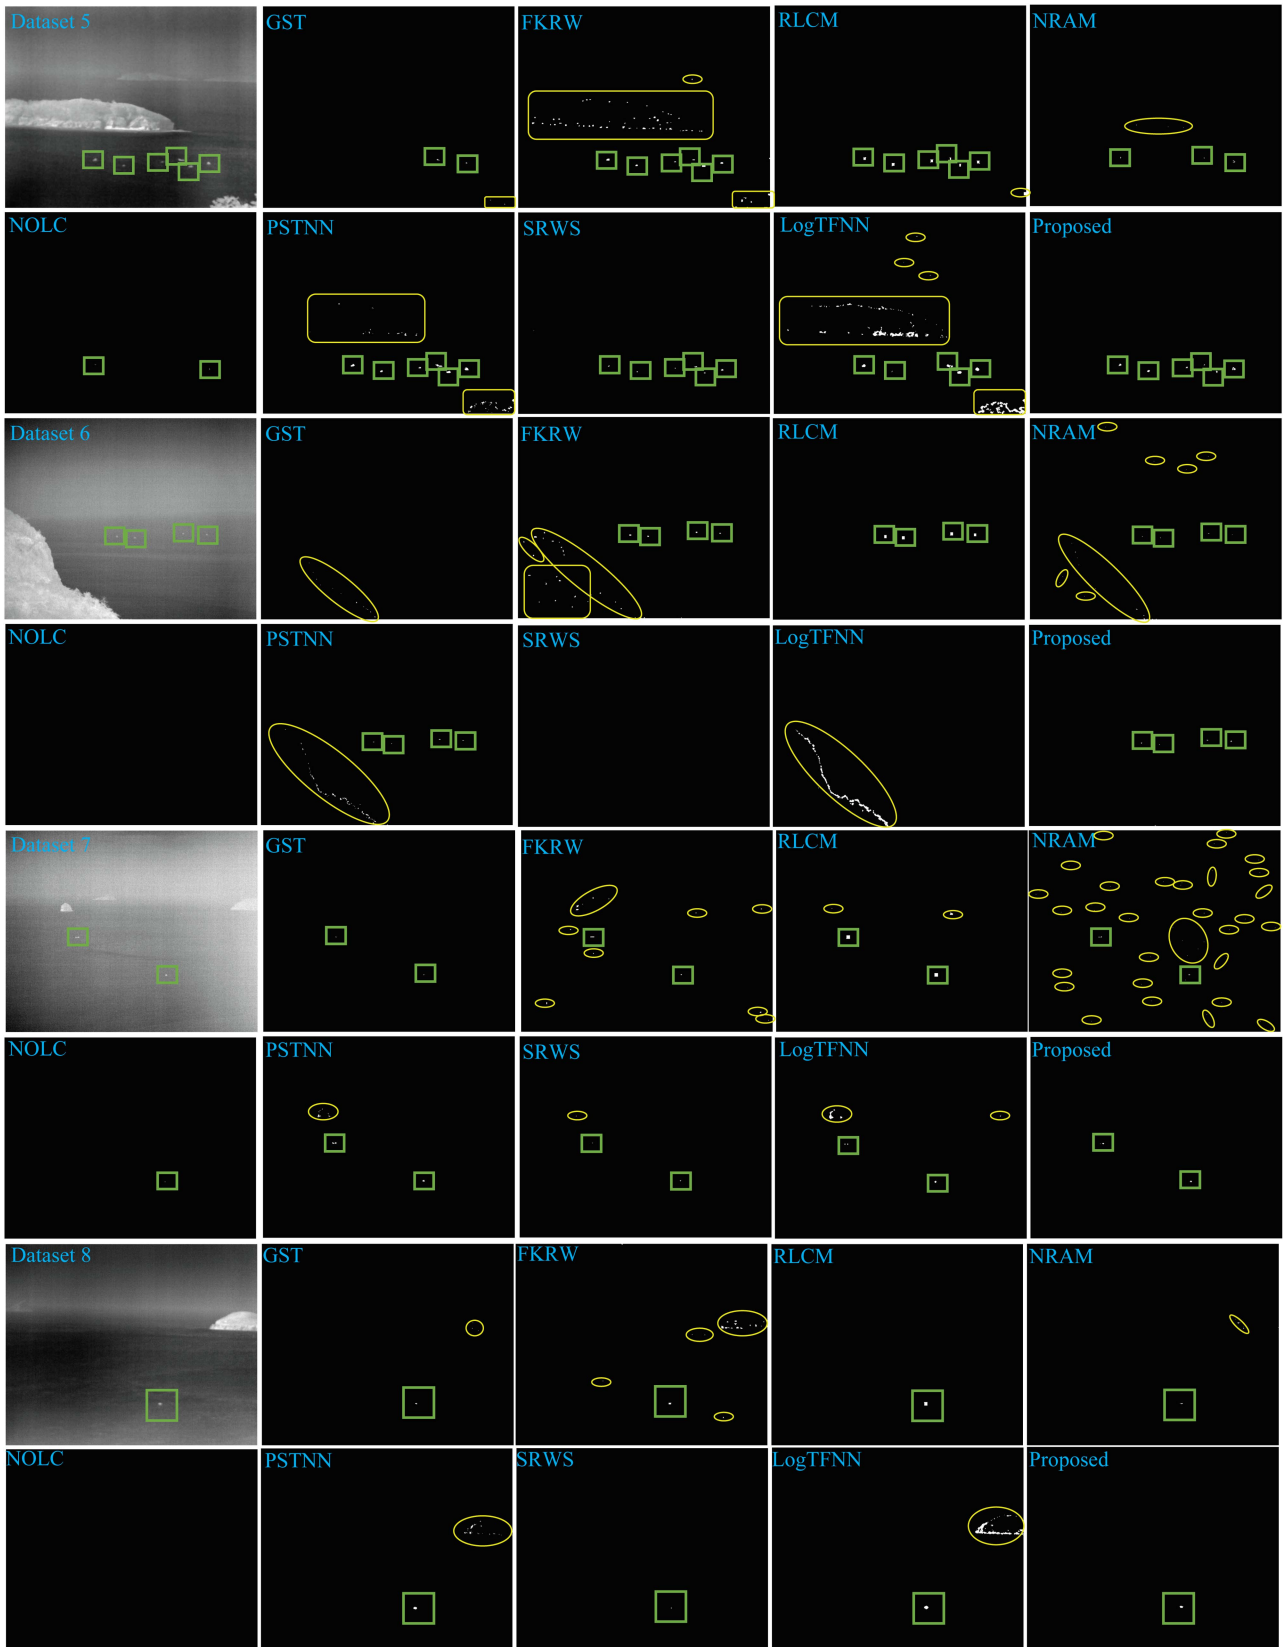 Dataset 5
GST
FKRW
RLCM
NRAM
NOLC
PSTNN
SRWS
LogTFNN
Proposed
Dataset 6
GST
FKRW
RLCM
NRAM
NOLC
PSTNN
SRWS
LogTFNN
Proposed
Dataset 7
GST
FKRW
RLCM
NRAM
NOLC
PSTNN
SRWS
LogTFNN
Proposed
Dataset 8
GST
FKRW
RLCM
NRAM
NOLC
PSTNN
SRWS
LogTFNN
Proposed